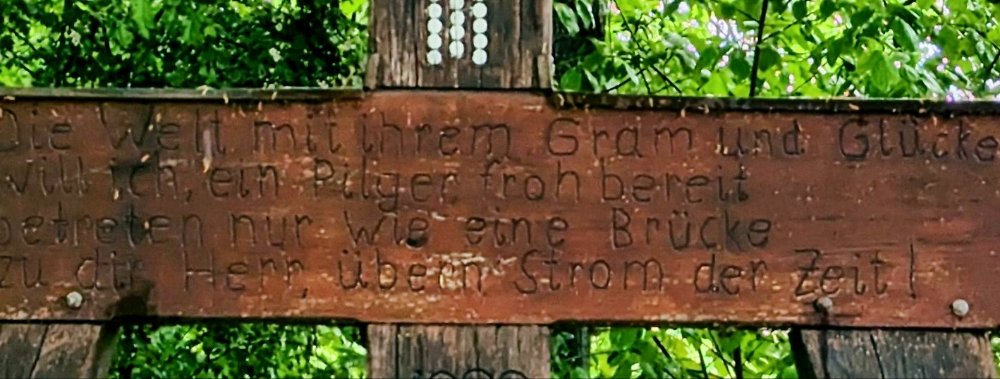 Die Welt mit ihrem Gram und Glücke
will ich, ein Pilger froh bereit
betreten nur wie eine Brücke
zu dir Herr, übern Strom der Zeit!